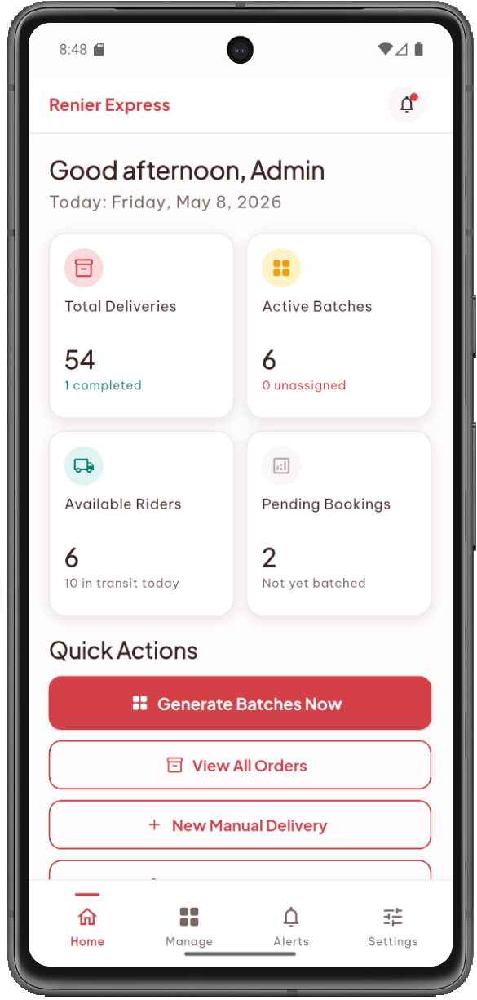 8:48
Renier Express
Good afternoon, Admin
Today: Friday, May 8, 2026
Total Deliveries
54
1 completed
Active Batches
6
0 unassigned
Available Riders
6
10 in transit today
Pending Bookings
2
Not yet batched
Quick Actions
Generate Batches Now
View All Orders
New Manual Delivery
Home
Manage
Alerts
Settings